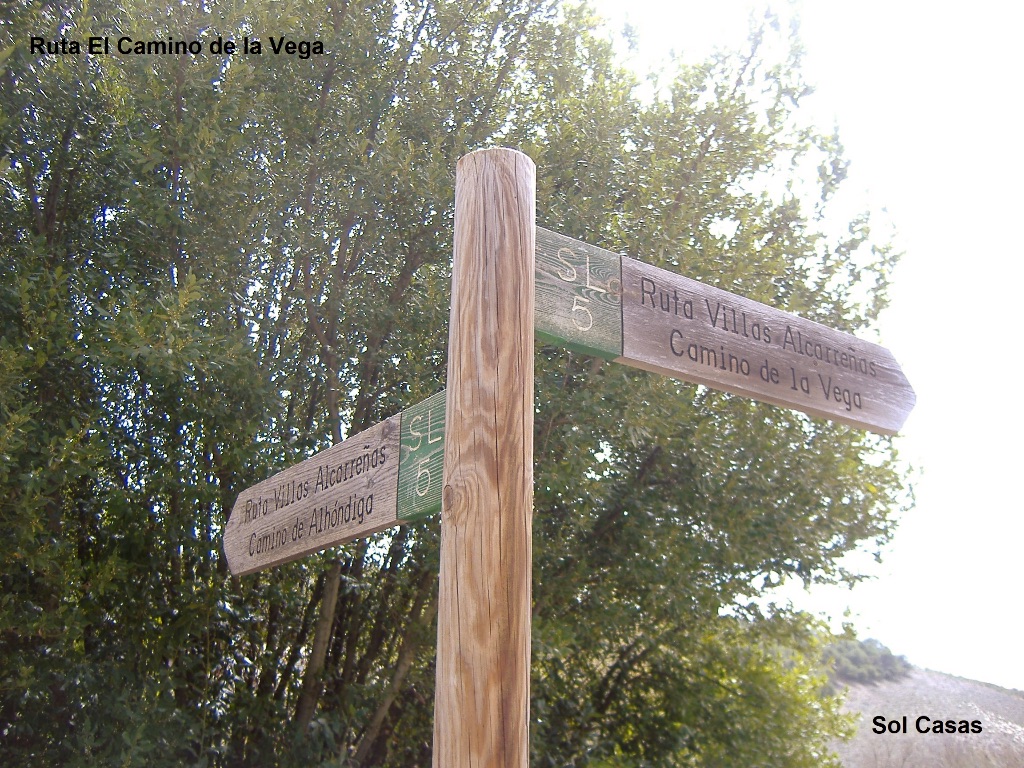 Ruta El Camino de la Vega
SL
5
Ruta Villas Alcarreñas
Camino de la Vega
Ruta Villas Alcarreñas
Camino de Alhóndiga
SL
5
Sol Casas